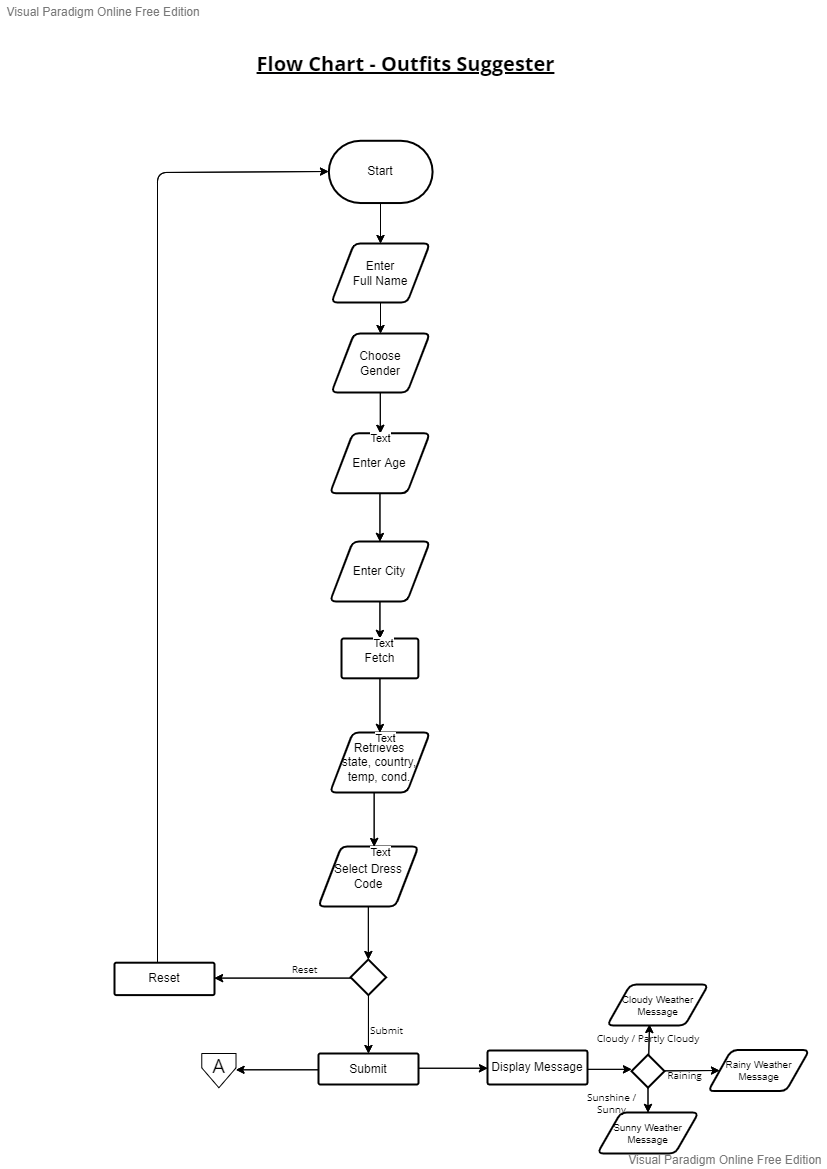 Visual Paradigm Online Free Edition
Flow Chart - Outfits Suggester
Start
Enter
Full Name
Choose
Gender
Text
Enter Age
Enter City
Text
Fetch
Text
Retrieves
state, country,
temp, cond.
Text
Select Dress
Code
Reset
Reset
Submit
A
Submit
Display Message
Cloudy Weather
Message
Cloudy / Partly Cloudy
Rainy Weather
Message
Raining
Sunshine /
Sunny
Sunny Weather
Message
Visual Paradigm Online Free Edition